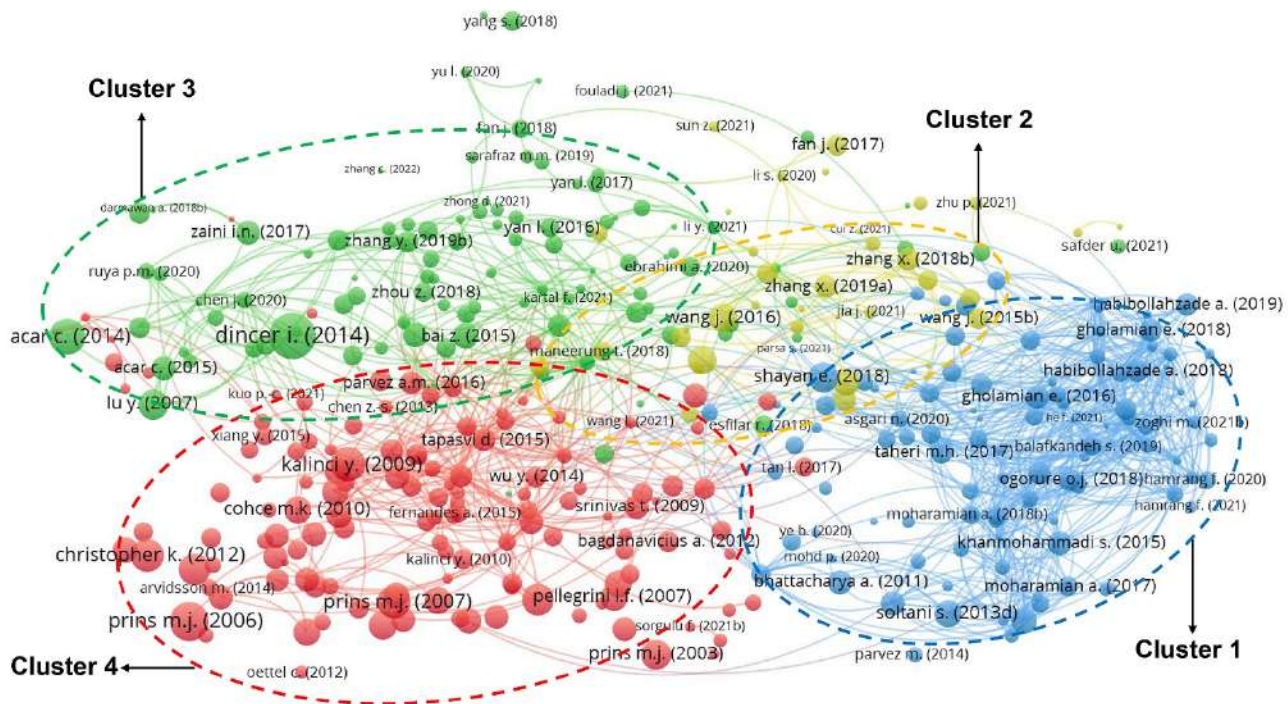 yang s. (2018)
yu l. (2020)
Cluster 3
fouladi j. (2021)
fan j. (2018)
sun z. (2021)
Cluster 2
fan j. (2017)
sarafraz m.m. (2019)
zhang c. (2022)
yan l. (2017)
li s. (2020)
darmawan a. (2018b)
zhong d. (2021)
zhu p. (2021)
zaini i.n. (2017)
zhang y. (2019b)
yan l. (2016)
li y. (2021)
cui z. (2021)
safder u. (2021)
ruya p.m. (2020)
ebrahimi a. (2020)
zhang x. (2018b)
chen j. (2020)
zhou z. (2018)
kartal f. (2021)
zhang x. (2019a)
habibollahzade a. (2019)
acar c. (2014)
dincer i. (2014)
bai z. (2015)
wang j. (2016)
jia j. (2021)
wang j. (2015b)
gholamian e. (2018)
acar c. (2015)
maneerung t. (2018)
parsa s. (2021)
habibollahzade a. (2018)
kuo p.-c. (2021)
parvez a.m. (2016)
shayan e. (2018)
gholamian e. (2016)
lu y. (2007)
chen z.-s. (2013)
wang l. (2021)
esfilar r. (2018)
asgari n. (2020)
he f. (2021)
zoghi m. (2021b)
xiang y. (2015)
tapasvi d. (2015)
taheri m.h. (2017)
balafkandeh s. (2019)
kalinci y. (2009)
wu y. (2014)
tan l. (2017)
ogorure o.j. (2018)
hamrang f. (2020)
cohce m.k. (2010)
fernandes a. (2015)
srinivas t. (2009)
moharamian a. (2018b)
hamrang f. (2021)
christopher k. (2012)
kalinci y. (2010)
bagdanavicius a. (2012)
ye b. (2020)
khanmohammadi s. (2015)
mohd p. (2020)
arvidsson m. (2014)
prins m.j. (2007)
pellegrini l.f. (2007)
bhattacharya a. (2011)
moharamian a. (2017)
prins m.j. (2006)
sorgulu f. (2021b)
soltani s. (2013d)
Cluster 4
oettel c. (2012)
prins m.j. (2003)
parvez m. (2014)
Cluster 1